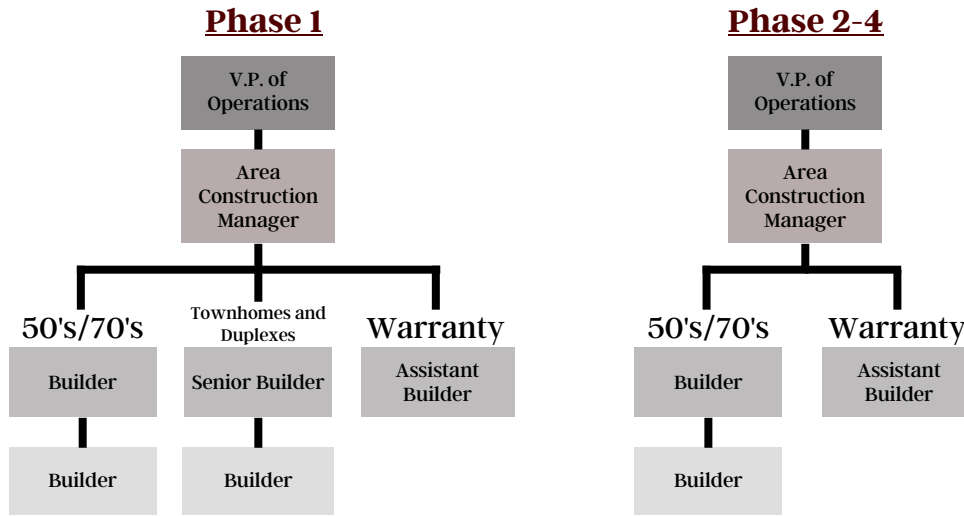 Phase 1
V.P. of
Operations
Area
Construction
Manager
50's/70's
Townhomes and
Duplexes
Warranty
Builder
Senior Builder
Assistant
Builder
Builder
Builder
Phase 2-4
V.P. of
Operations
Area
Construction
Manager
50's/70's
Warranty
Builder
Assistant
Builder
Builder